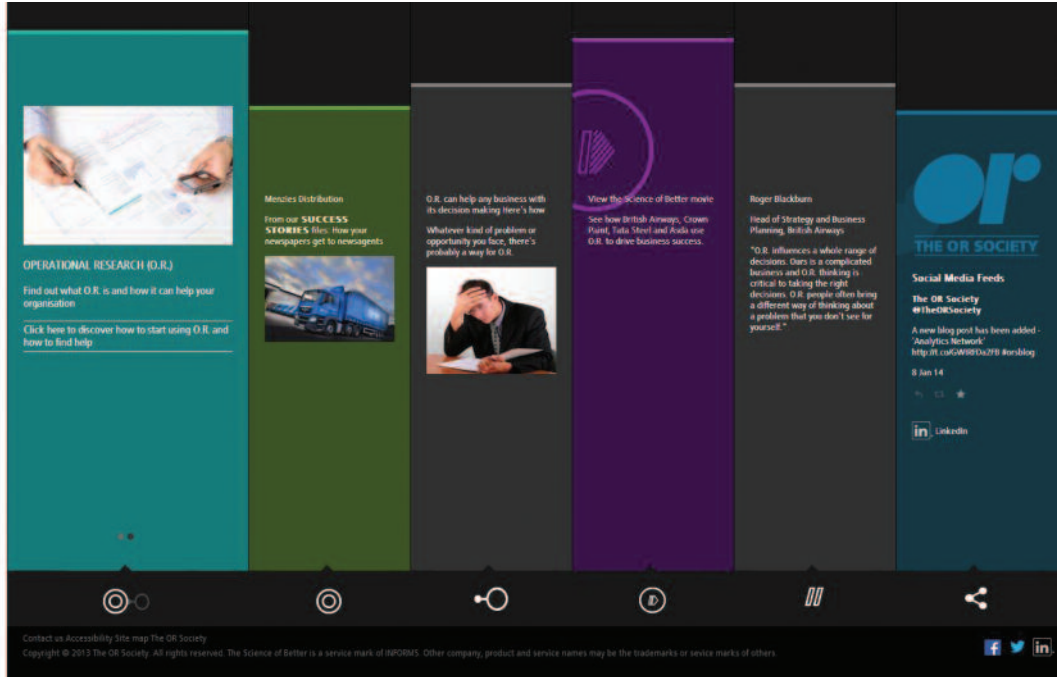 OPERATIONAL RESEARCH (O.R.)
Find out what O.R. is and how it can help your
organisation
Click here to discover how to start using O.R. and
how to find help
Menzies Distribution
From our SUCCESS
STORIES files: How your
newspapers get to newsagents
O.R. can help any business with
its decision making Here's how
Whatever kind of problem or
opportunity you face, there's
probably a way for O.R.
View the Science of Better movie
See how British Airways, Crown
Paint, Tata Steel and Asda use
O.R. to drive business success.
Roger Blackburn
Head of Strategy and Business
Planning, British Airways
"O.R. influences a whole range of
decisions. Ours is a complicated
business and O.R. thinking is
critical to taking the right
decisions. O.R. people often bring
a different way of thinking about
a problem that you don't see for
yourself."
or
THE OR SOCIETY
Social Media Feeds
The OR Society
@TheORSociety
A new blog post has been added -
'Analytics Network'
#orsblog
8 Jan 14
in LinkedIn
Contact us Accessibility Site map The OR Society
Copyright © 2013 The OR Society. All rights reserved. The Science of Better is a service mark of INFORMS. Other company, product and service names may be the trademarks or sevice marks of others
f
in